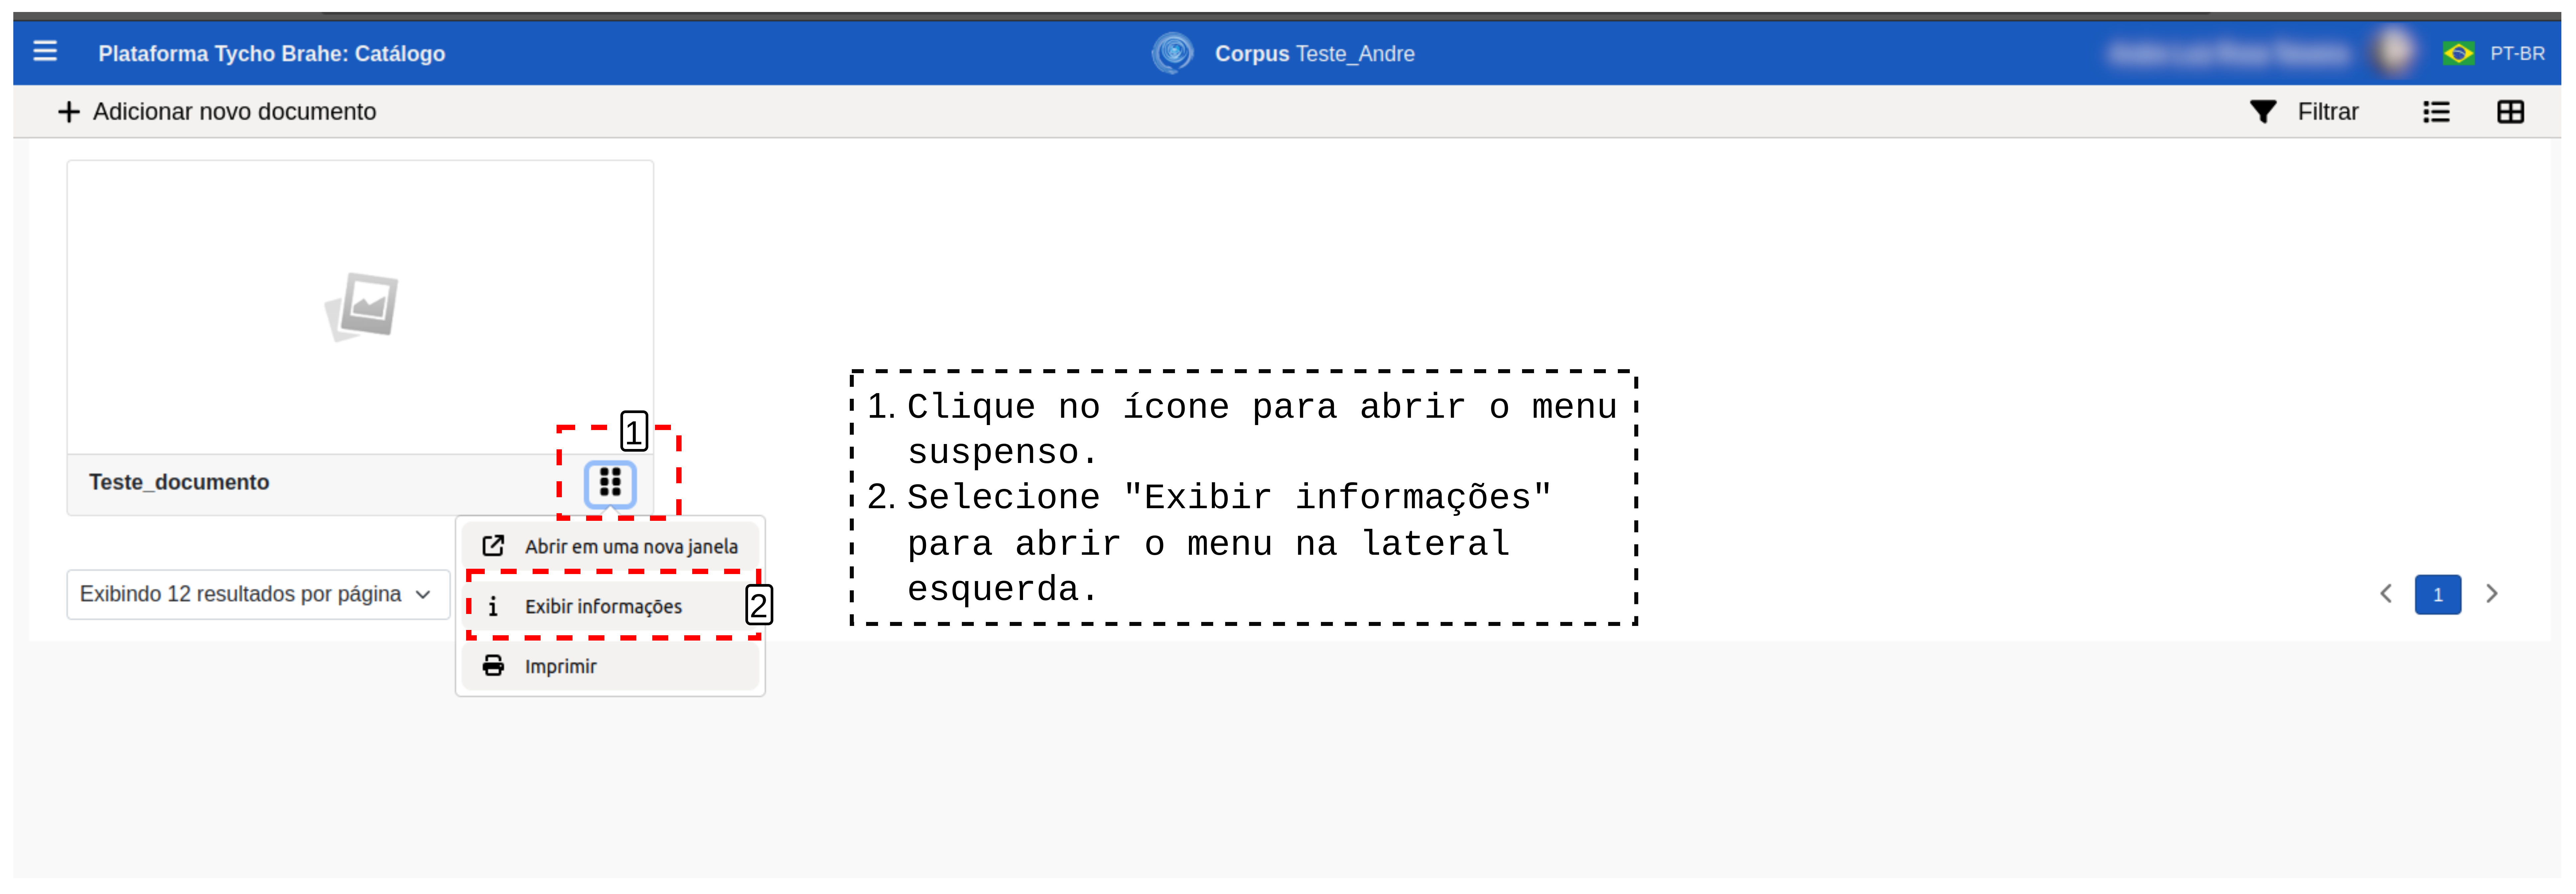 Plataforma Tycho Brahe: Catálogo
Corpus Teste_Andre
PT-BR
Adicionar novo documento
Filtrar
1
Teste_documento
Abrir em uma nova janela
Exibir informações
2
Imprimir
Exibindo 12 resultados por página
1. Clique no ícone para abrir o menu
suspenso.
2. Selecione "Exibir informações"
para abrir o menu na lateral
esquerda.
1